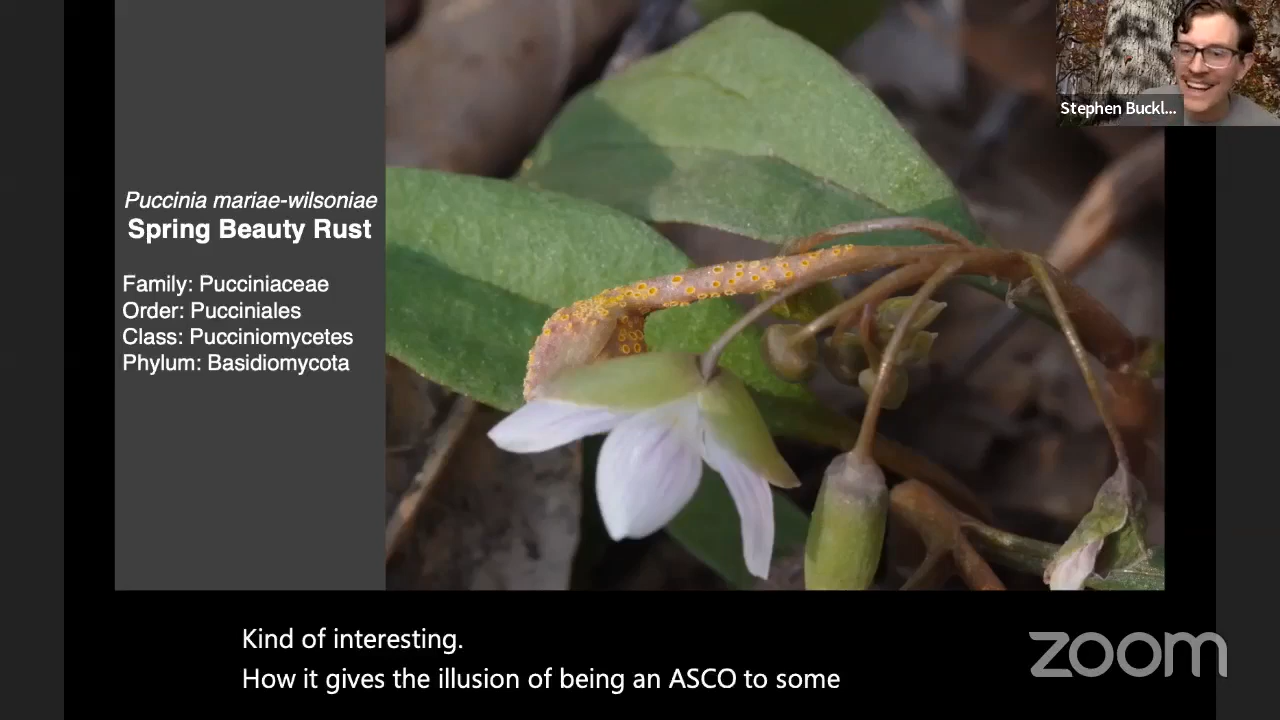 Stephen Buckl...
Puccinia mariae-wilsoniae
Spring Beauty Rust
Family: Pucciniaceae
Order: Pucciniales
Class: Pucciniomycetes
Phylum: Basidiomycota
Kind of interesting.
How it gives the illusion of being an ASCO to some
zoom